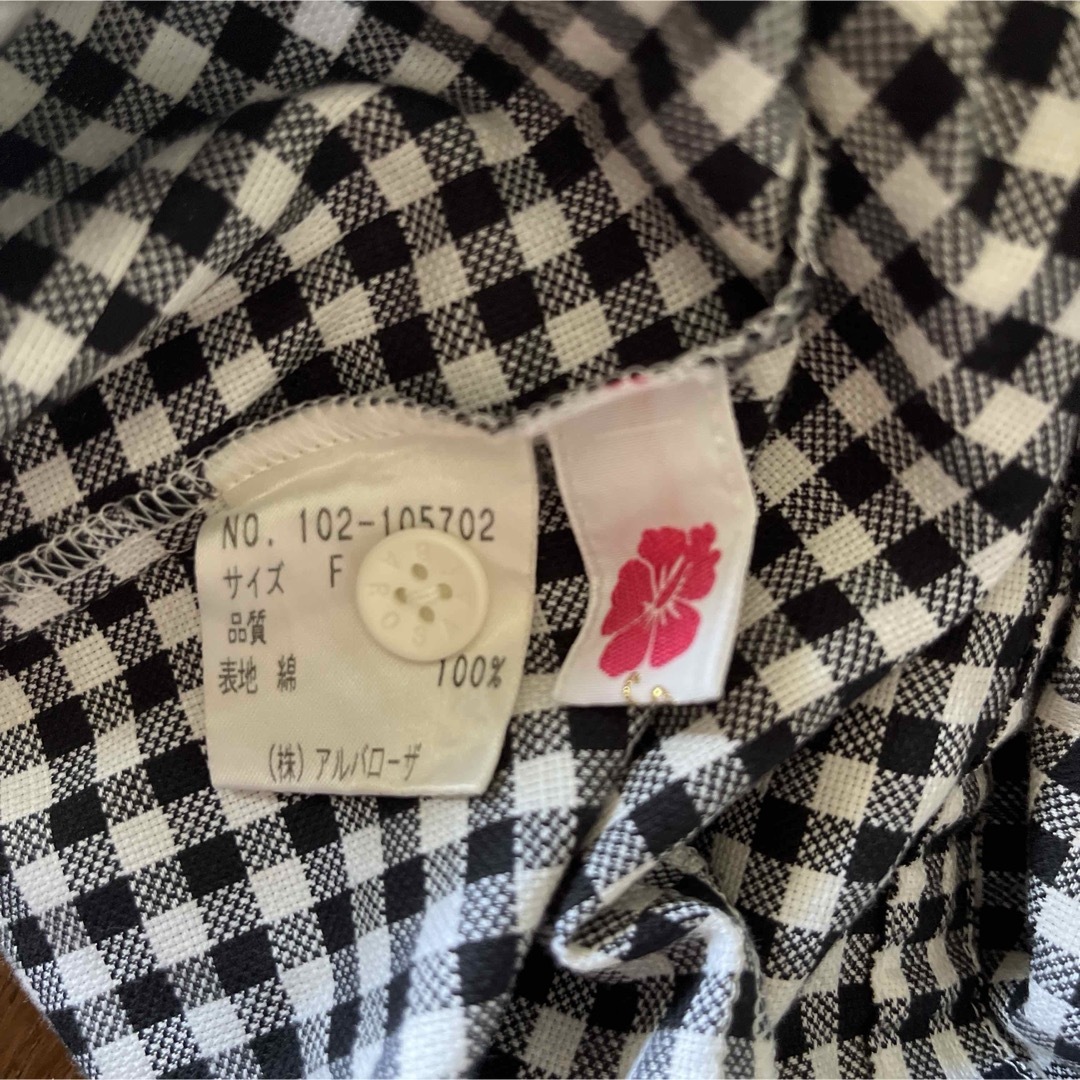 NO. 102-105702
サイズ F
品質
表地 綿 100%
(株)アルバローザ